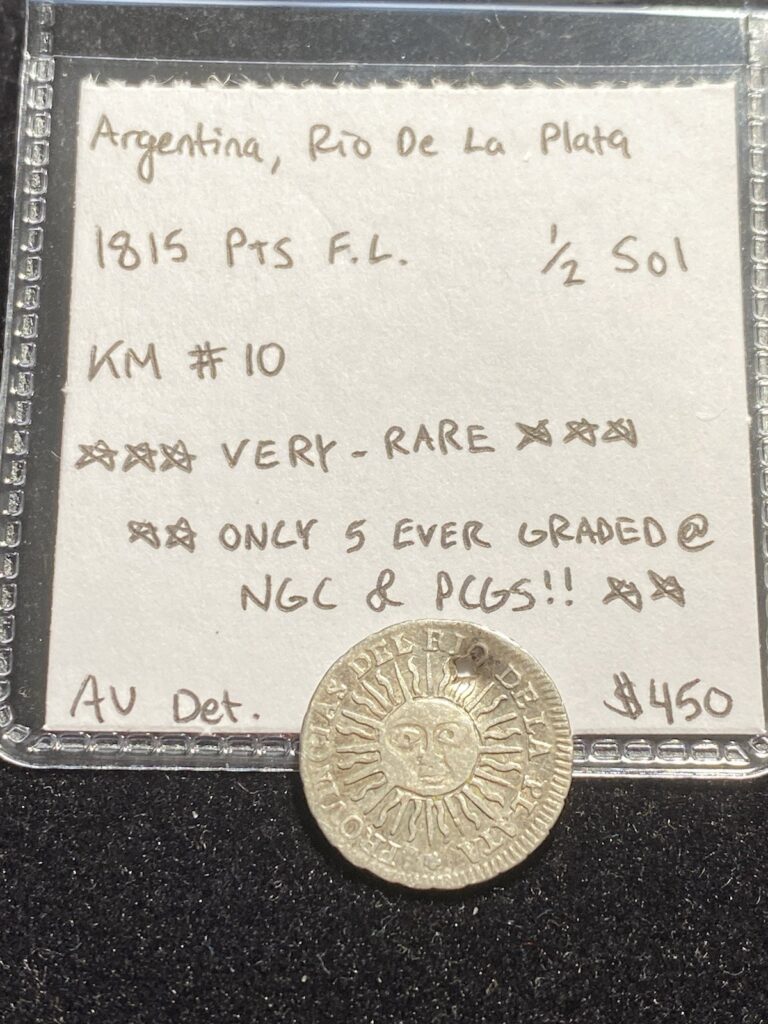 Argentina, Rio De La Plata
1815 PTS F.L. 1/2 Sol
KM # 10
☆☆☆ VERY - RARE ☆☆☆
☆☆ ONLY 5 EVER GRADED @
NGC & PCGS!! ☆☆
AU Det. $450
PROVINCIAS DEL RIO DE LA PLATA